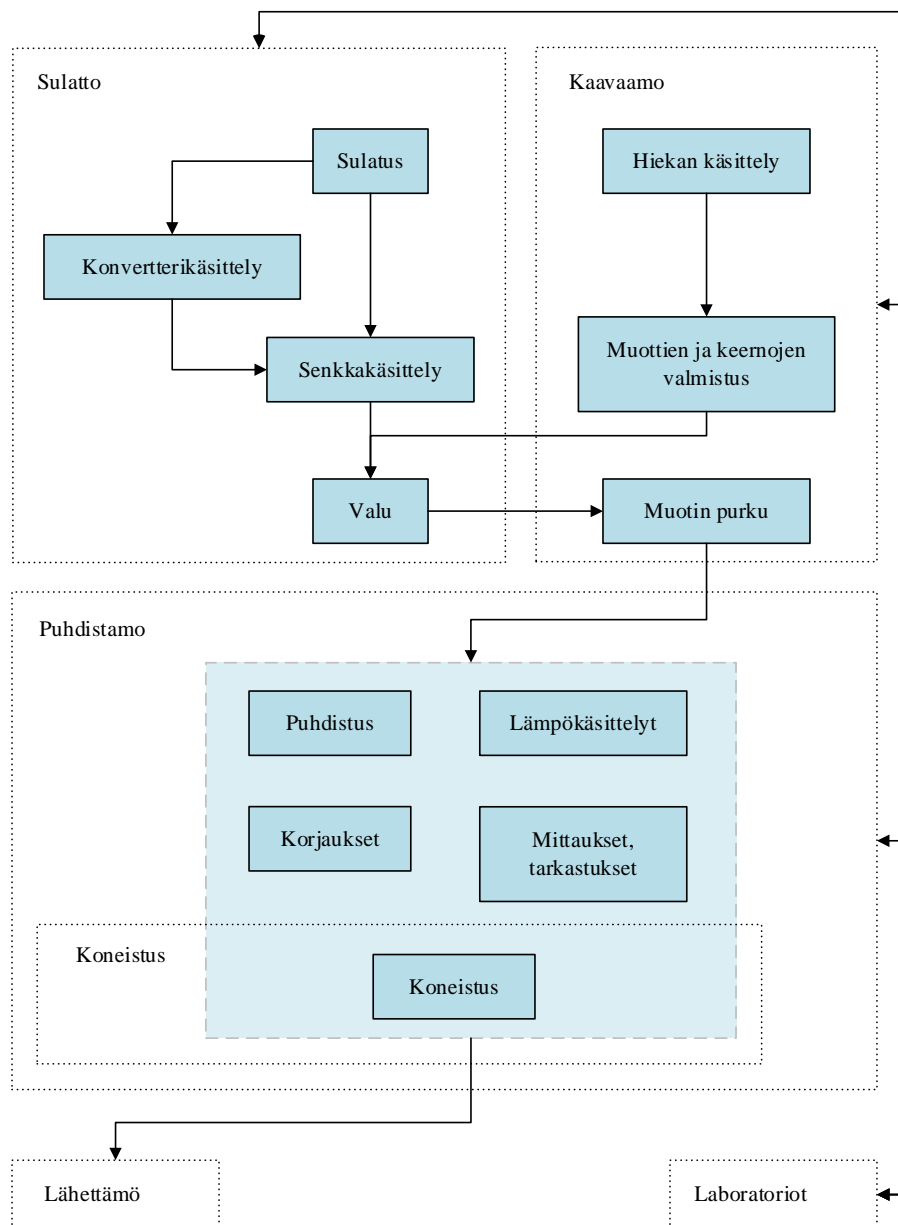 Sulatto
Sulatus
Konvertterikäsittely
Senkkakäsittely
Valu
Kaavaamo
Hiekan käsittely
Muottien ja keernojen
valmistus
Muotin purku
Puhdistamo
Puhdistus
Lämpökäsittelyt
Korjaukset
Mittaukset,
tarkastukset
Koneistus
Koneistus
Lähettämö
Laboratoriot